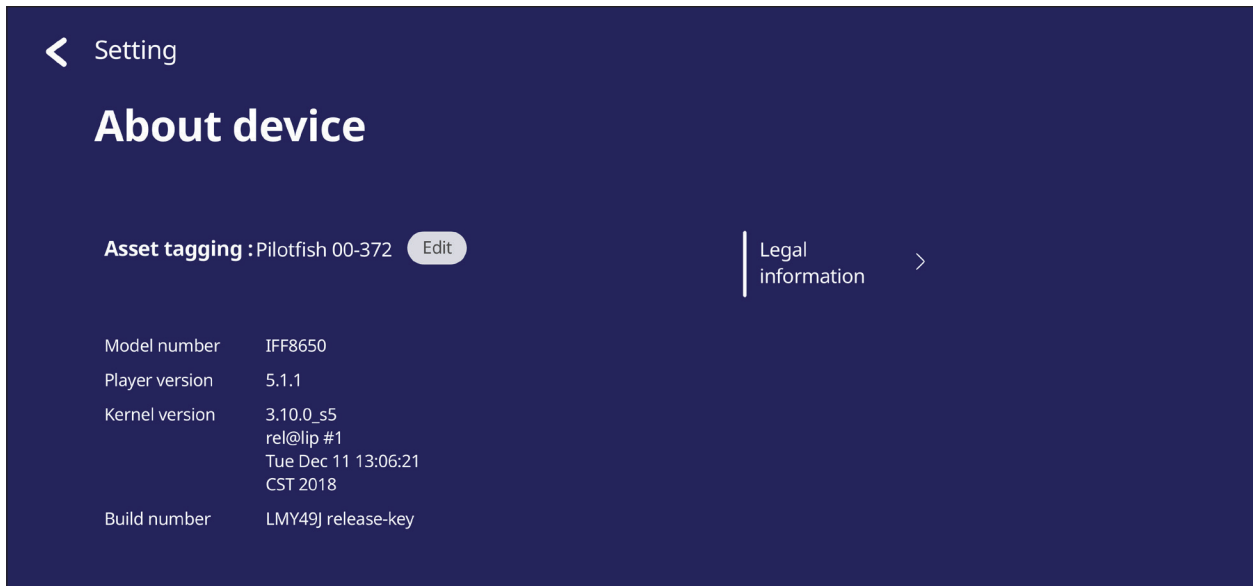 Setting
About device
Asset tagging : Pilotfish 00-372 Edit
Legal
information
Model number IFF8650
Player version 5.1.1
Kernel version 3.10.0_s5
rel@lip #1
Tue Dec 11 13:06:21
CST 2018
Build number LMY49J release-key